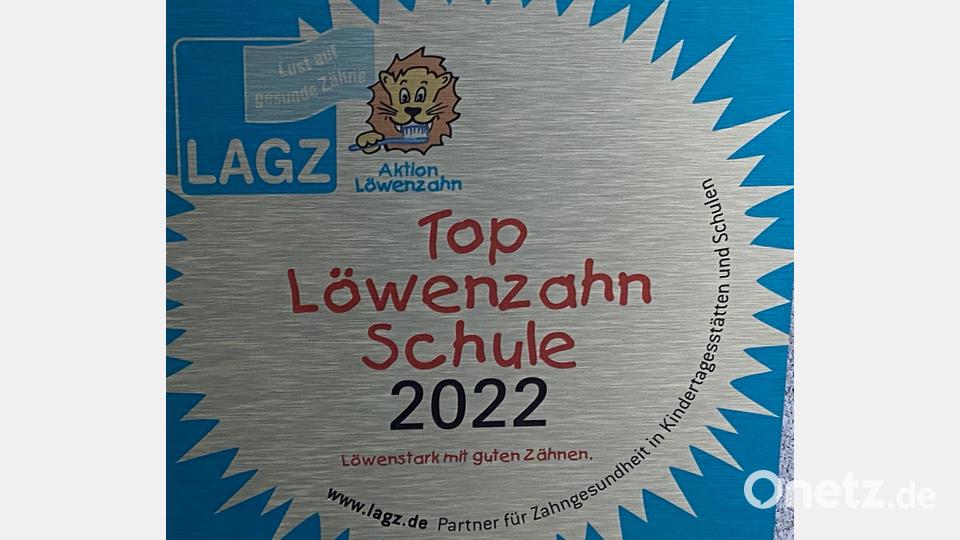 Lust auf
gesunde Zähne
LAGZ
Aktion
Löwenzahn
Top
Löwenzahn
Schule
2022
Löwenstark mit guten Zähnen.
www.lagz.de Partner für Zahngesundheit in Kindertagesstätten und Schulen
Onetz.de